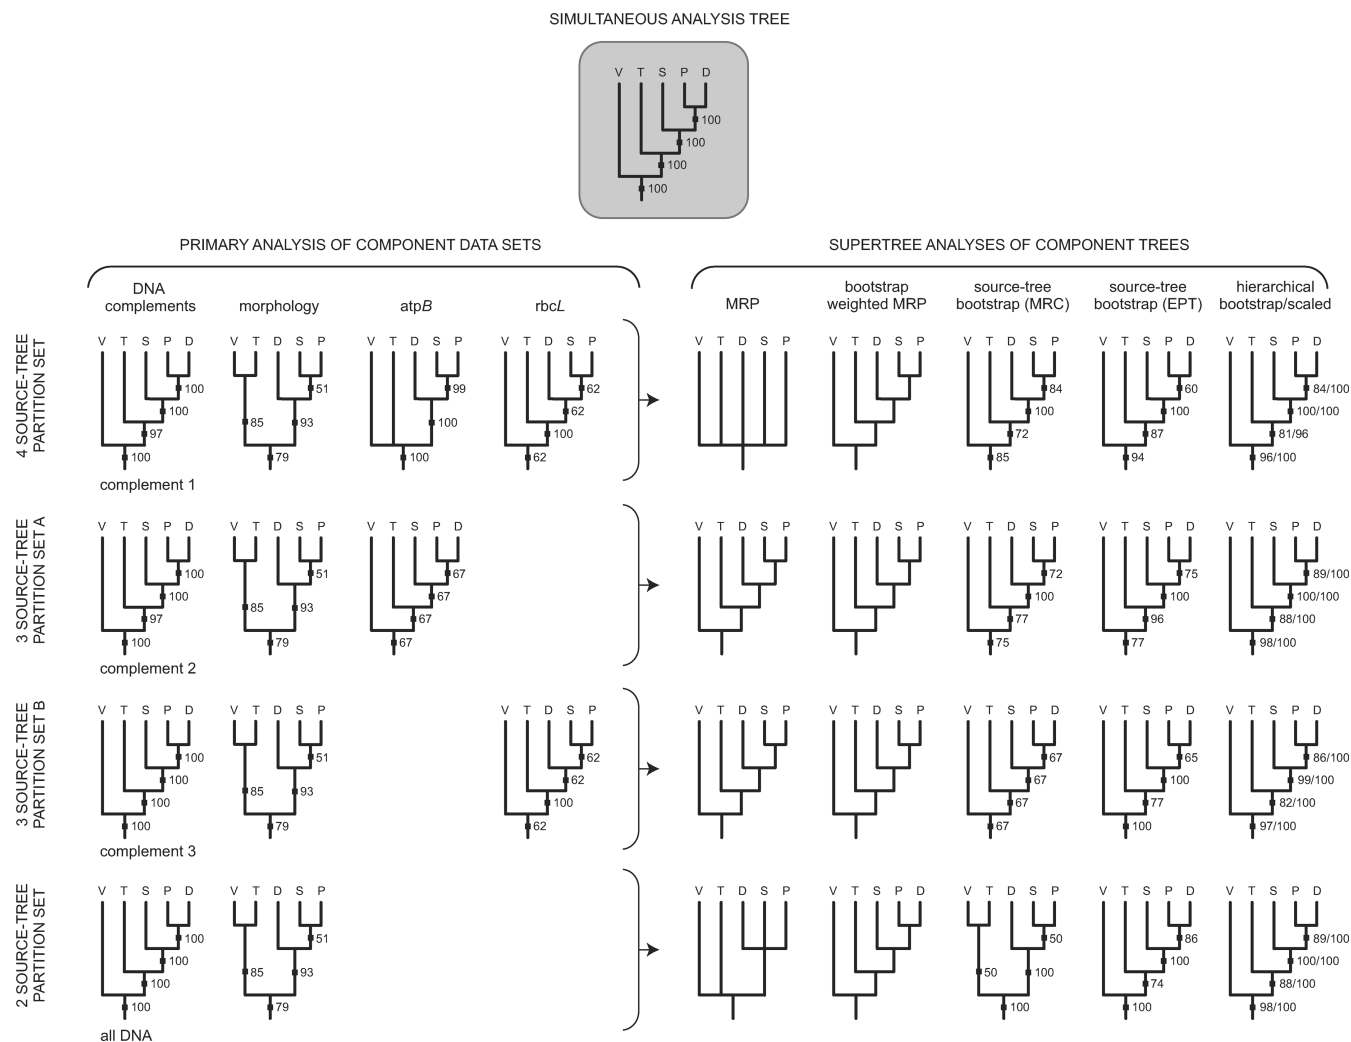 SIMULTANEOUS ANALYSIS TREE
V T S P D
100
100
100
100
PRIMARY ANALYSIS OF COMPONENT DATA SETS
SUPERTREE ANALYSES OF COMPONENT TREES
DNA
complements
morphology
atpB
rbcL
MRP
bootstrap
weighted MRP
source-tree
bootstrap (MRC)
source-tree
bootstrap (EPT)
hierarchical
bootstrap/scaled
4 SOURCE-TREE
PARTITION SET
V T S P D
100
100
97
100
complement 1
V T D S P
51
85
93
79
V T D S P
99
100
100
V T D S P
62
62
100
62
V T D S P
V T D S P
V T D S P
84
100
72
85
V T S P D
60
100
87
94
V T S P D
84/100
100/100
81/96
96/100
3 SOURCE-TREE
PARTITION SET A
V T S P D
100
100
97
100
complement 2
V T D S P
51
85
93
79
V T S P D
67
67
67
67
V T D S P
V T D S P
V T D S P
72
100
77
75
V T S P D
75
100
96
77
V T S P D
89/100
100/100
88/100
98/100
3 SOURCE-TREE
PARTITION SET B
V T S P D
100
100
100
100
complement 3
V T D S P
51
85
93
79
V T D S P
62
62
100
62
V T D S P
V T D S P
V T S P D
67
67
67
67
V T S P D
65
100
77
100
V T S P D
86/100
99/100
82/100
97/100
2 SOURCE-TREE
PARTITION SET
V T S P D
100
100
100
100
all DNA
V T D S P
51
85
93
79
V T D S P
V T S P D
V T D S P
50
50
100
100
V T S P D
86
100
74
100
V T S P D
89/100
100/100
88/100
98/100